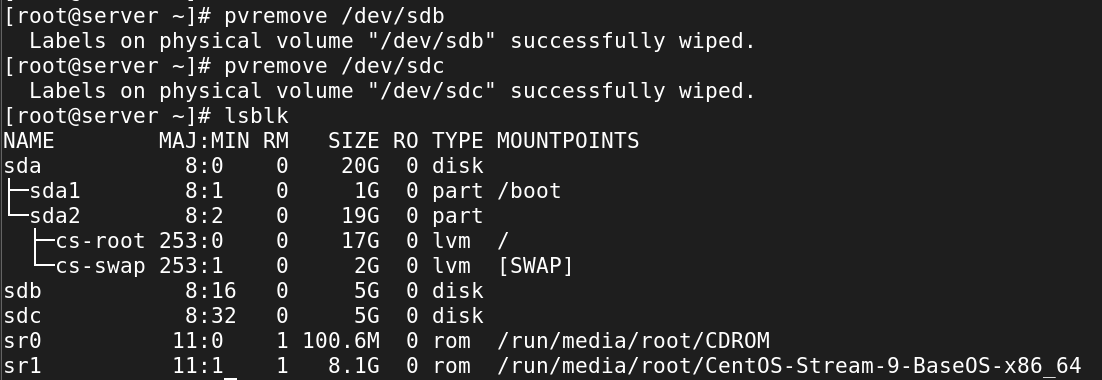 [root@server ~]# pvremove /dev/sdb
  Labels on physical volume "/dev/sdb" successfully wiped.
[root@server ~]# pvremove /dev/sdc
  Labels on physical volume "/dev/sdc" successfully wiped.
[root@server ~]# lsblk
NAME        MAJ:MIN RM   SIZE RO TYPE MOUNTPOINTS
sda           8:0    0    20G  0 disk
├─sda1        8:1    0     1G  0 part /boot
└─sda2        8:2    0    19G  0 part
  ├─cs-root 253:0    0    17G  0 lvm  /
  └─cs-swap 253:1    0     2G  0 lvm  [SWAP]
sdb           8:16   0     5G  0 disk
sdc           8:32   0     5G  0 disk
sr0          11:0    1 100.6M  0 rom  /run/media/root/CDROM
sr1          11:1    1   8.1G  0 rom  /run/media/root/CentOS-Stream-9-BaseOS-x86_64